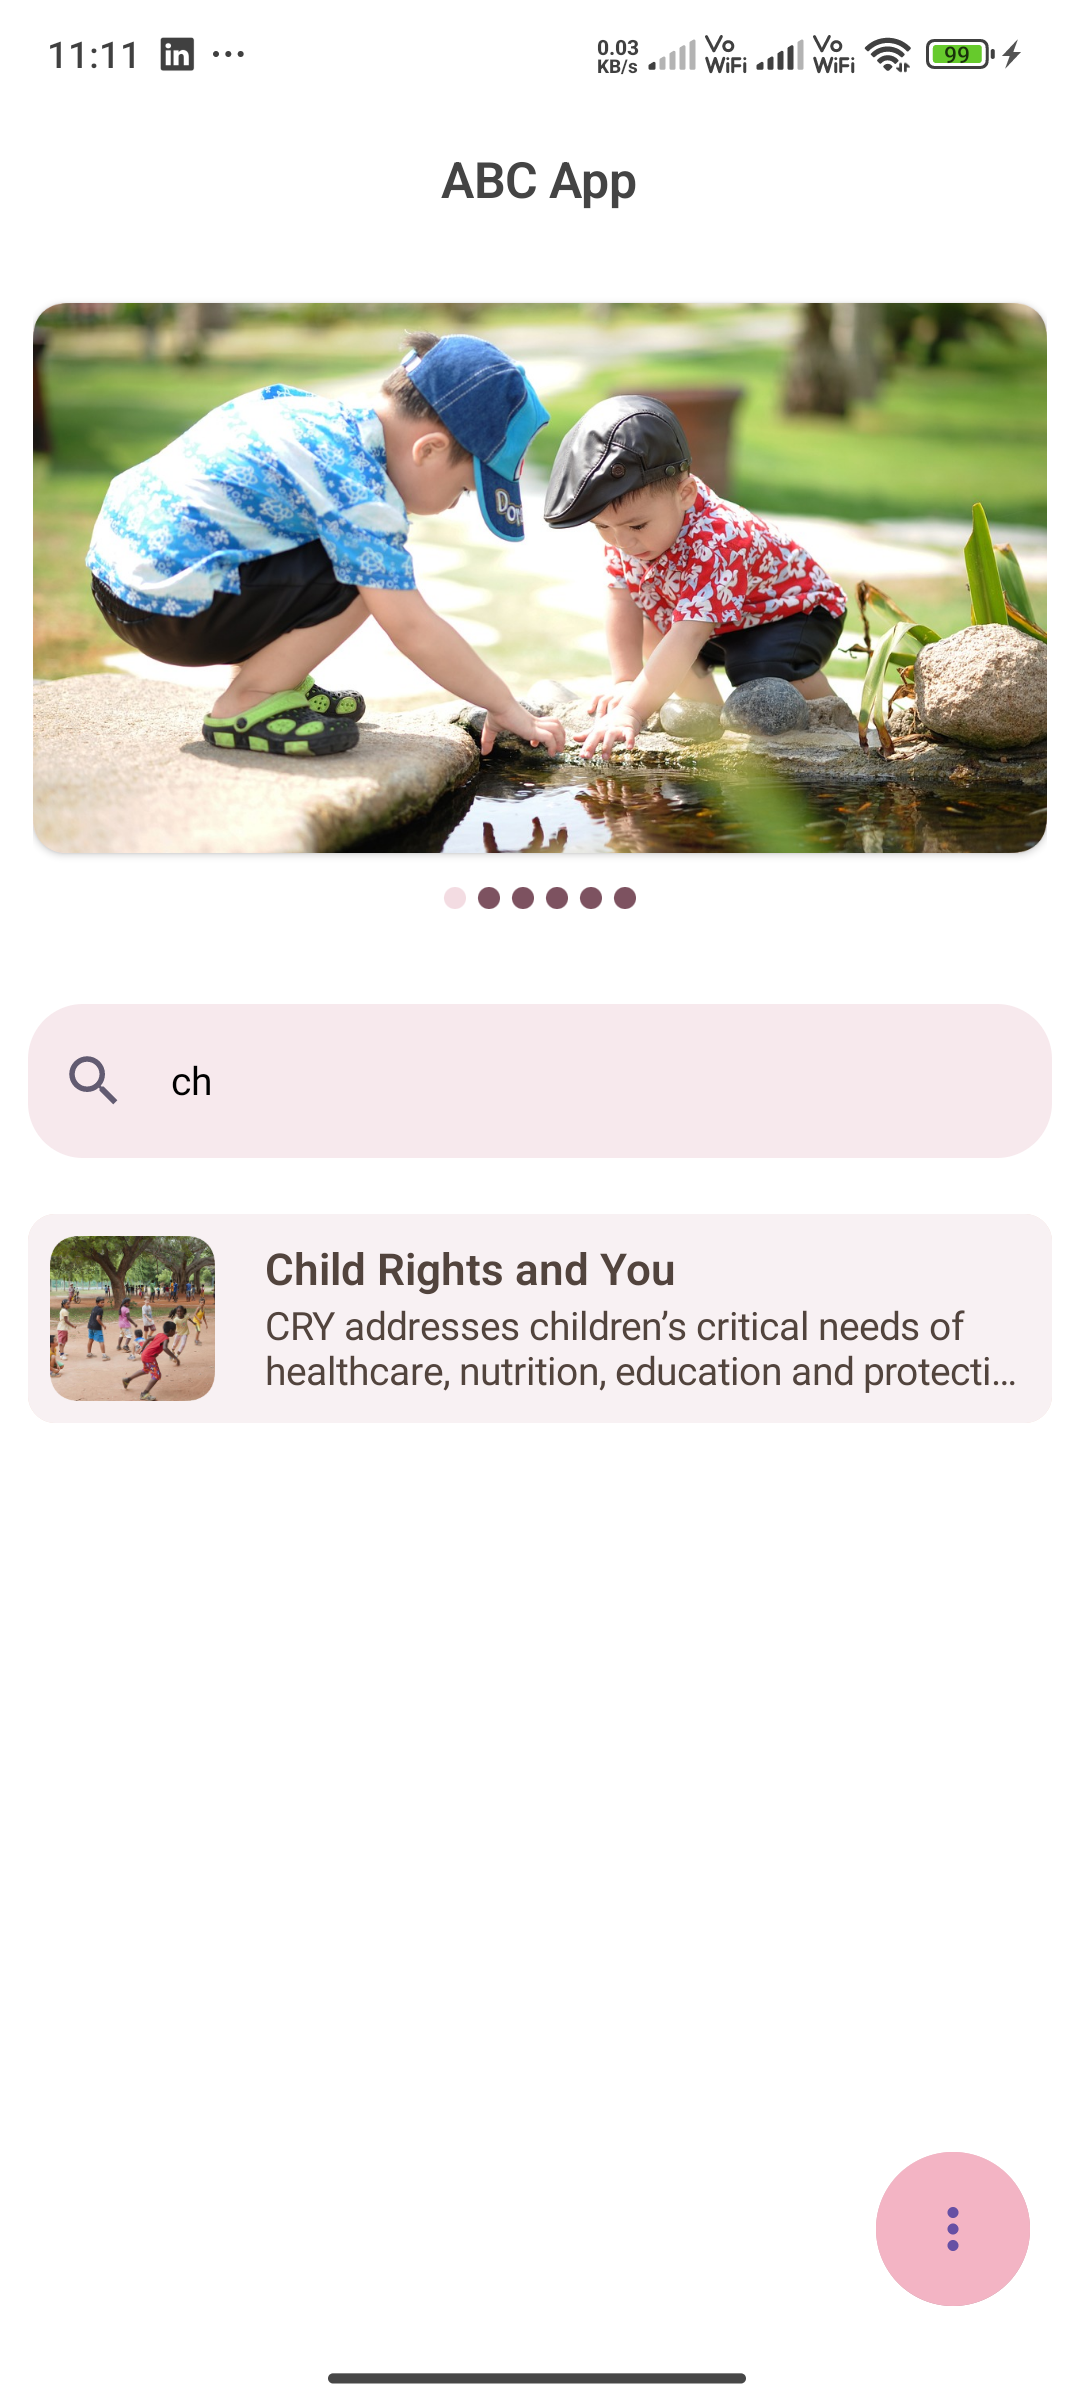 11:11 in ... 0.03 KB/s Vo WiFi Vo WiFi 99
ABC App
Don
ch
Child Rights and You
CRY addresses children’s critical needs of
healthcare, nutrition, education and protecti...